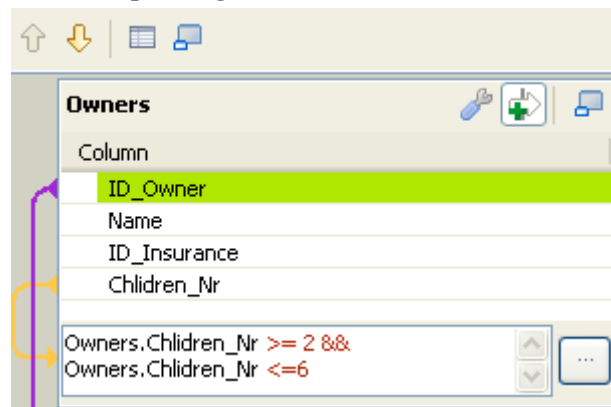 Owners
Column
ID_Owner
Name
ID_Insurance
Chlidren_Nr
Owners.Chlidren_Nr >= 2 &&
Owners.Chlidren_Nr <=6
...